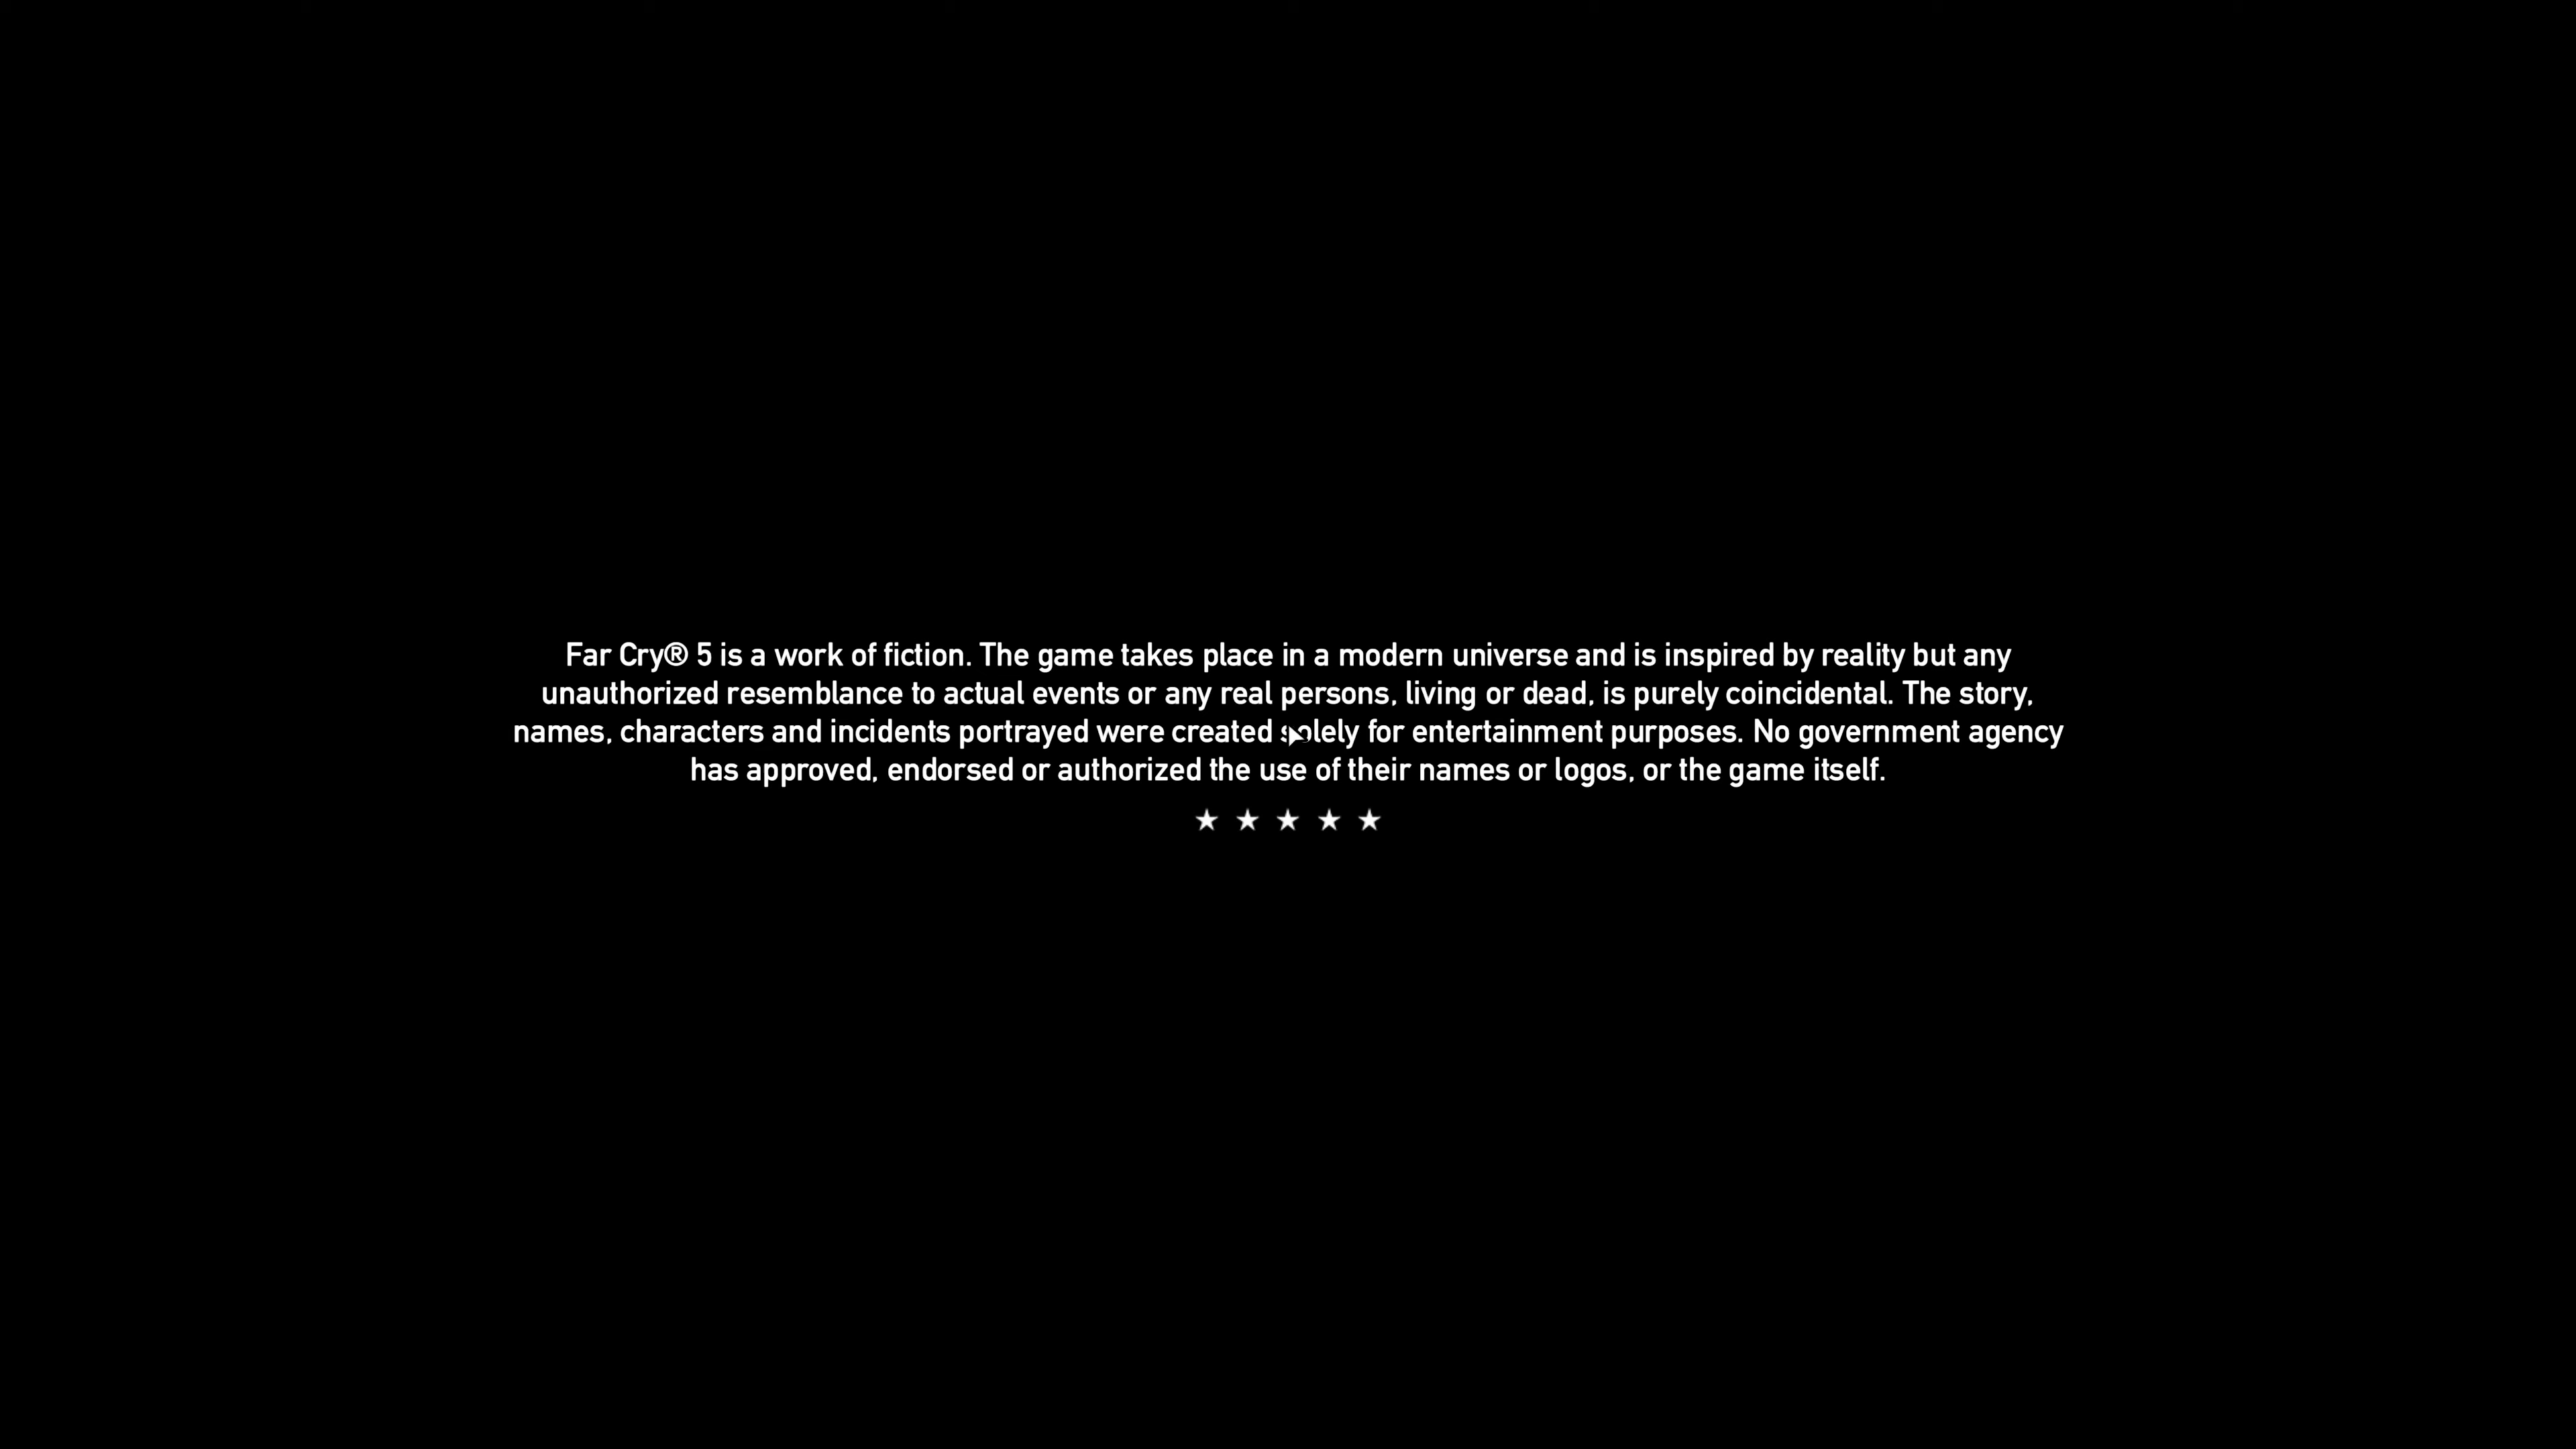 Far Cry® 5 is a work of fiction. The game takes place in a modern universe and is inspired by reality but any
unauthorized resemblance to actual events or any real persons, living or dead, is purely coincidental. The story,
names, characters and incidents portrayed were created solely for entertainment purposes. No government agency
has approved, endorsed or authorized the use of their names or logos, or the game itself.
★ ★ ★ ★ ★